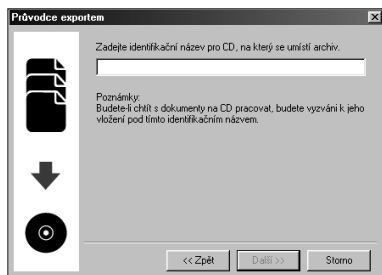 Průvodce exportem
Zadejte identifikační název pro CD, na který se umístí archiv.
Poznámky:
Budete-li chtít s dokumenty na CD pracovat, budete vyzváni k jeho
vložení pod tímto identifikačním názvem.
<< Zpět
Další >>
Storno